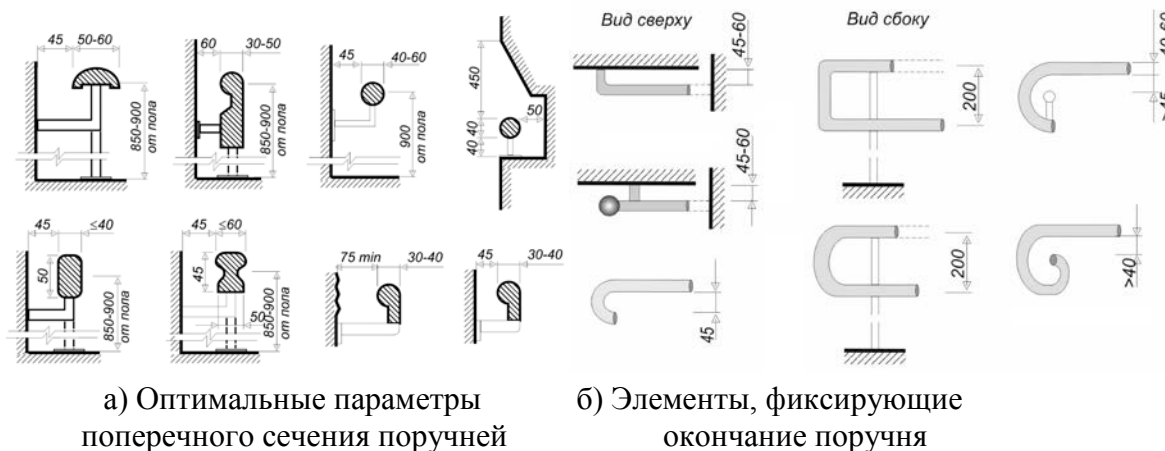 45 50-60
850-900
от пола
60 30-50
850-900
от пола
45 40-60
900
от пола
450
50
40 40
45 ≤40
50
850-900
от пола
45 ≤60
45
50
850-900
от пола
75 min 30-40
45 30-40
Вид сверху
45-60
45-60
45
Вид сбоку
200
40-60
200
>40
а) Оптимальные параметры
поперечного сечения поручней
б) Элементы, фиксирующие
окончание поручня